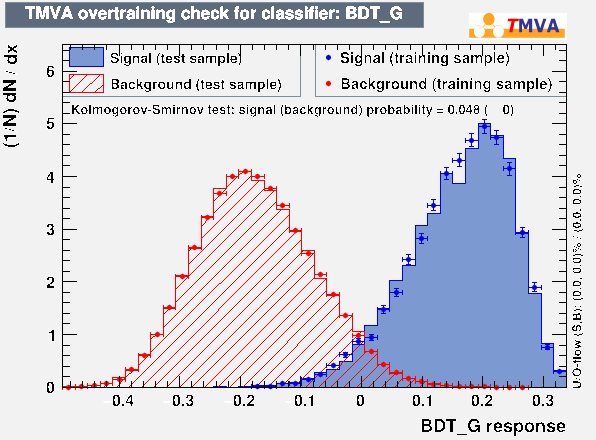 TMVA overtraining check for classifier: BDT_G
TMVA
Signal (test sample)
Signal (training sample)
Background (test sample)
Background (training sample)
Kolmogorov-Smirnov test: signal (background) probability = 0.048 ( 0)
(1/N) dN / dx
6
5
4
3
2
1
0
−0.4 −0.3 −0.2 −0.1 0 0.1 0.2 0.3
BDT_G response
U/O-flow (S,B): (0.0, 0.0)% / (0.0, 0.0)%